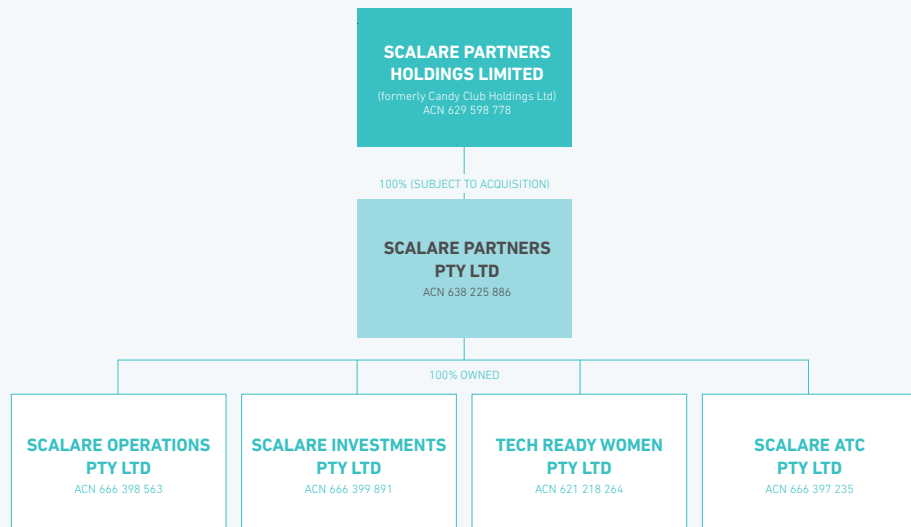 SCALARE PARTNERS
HOLDINGS LIMITED
(formerly Candy Club Holdings Ltd)
ACN 629 598 778
100% (SUBJECT TO ACQUISITION)
SCALARE PARTNERS
PTY LTD
ACN 638 225 886
100% OWNED
SCALARE OPERATIONS
PTY LTD
ACN 666 398 563
SCALARE INVESTMENTS
PTY LTD
ACN 666 399 891
TECH READY WOMEN
PTY LTD
ACN 621 218 264
SCALARE ATC
PTY LTD
ACN 666 397 235